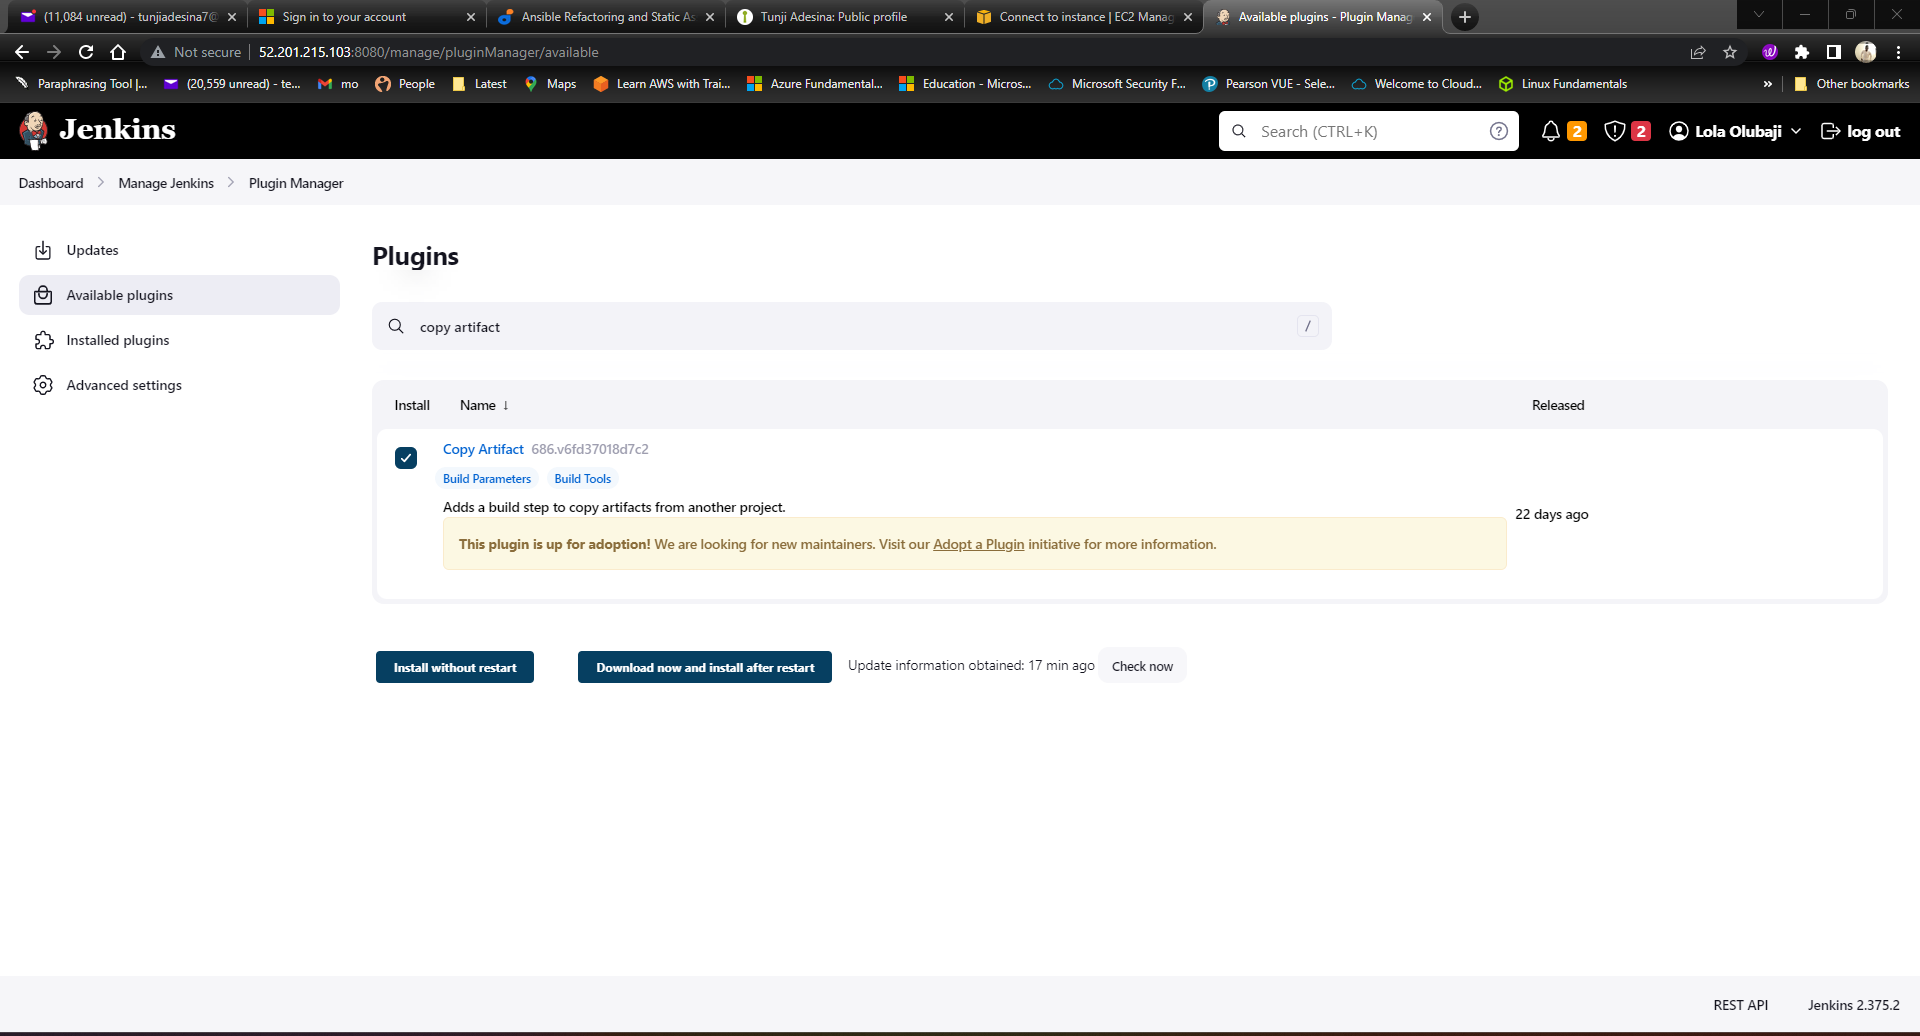 (11,084 unread) - tunjiadesina7@
Sign in to your account
Ansible Refactoring and Static As
Tunji Adesina: Public profile
Connect to instance | EC2 Manag
Available plugins - Plugin Manag
Not secure | 52.201.215.103:8080/manage/pluginManager/available
Paraphrasing Tool |...
(20,559 unread) - te...
mo
People
Latest
Maps
Learn AWS with Trai...
Azure Fundamental...
Education - Micros...
Microsoft Security F...
Pearson VUE - Sele...
Welcome to Cloud...
Linux Fundamentals
»
Other bookmarks
Jenkins
Search (CTRL+K)
?
2
2
Lola Olubaji
log out
Dashboard
Manage Jenkins
Plugin Manager
Updates
Available plugins
Installed plugins
Advanced settings
Plugins
copy artifact
/
Install
Name ↓
Released
Copy Artifact 686.v6fd37018d7c2
Build Parameters
Build Tools
Adds a build step to copy artifacts from another project.
22 days ago
This plugin is up for adoption! We are looking for new maintainers. Visit our Adopt a Plugin initiative for more information.
Install without restart
Download now and install after restart
Update information obtained: 17 min ago
Check now
REST API
Jenkins 2.375.2